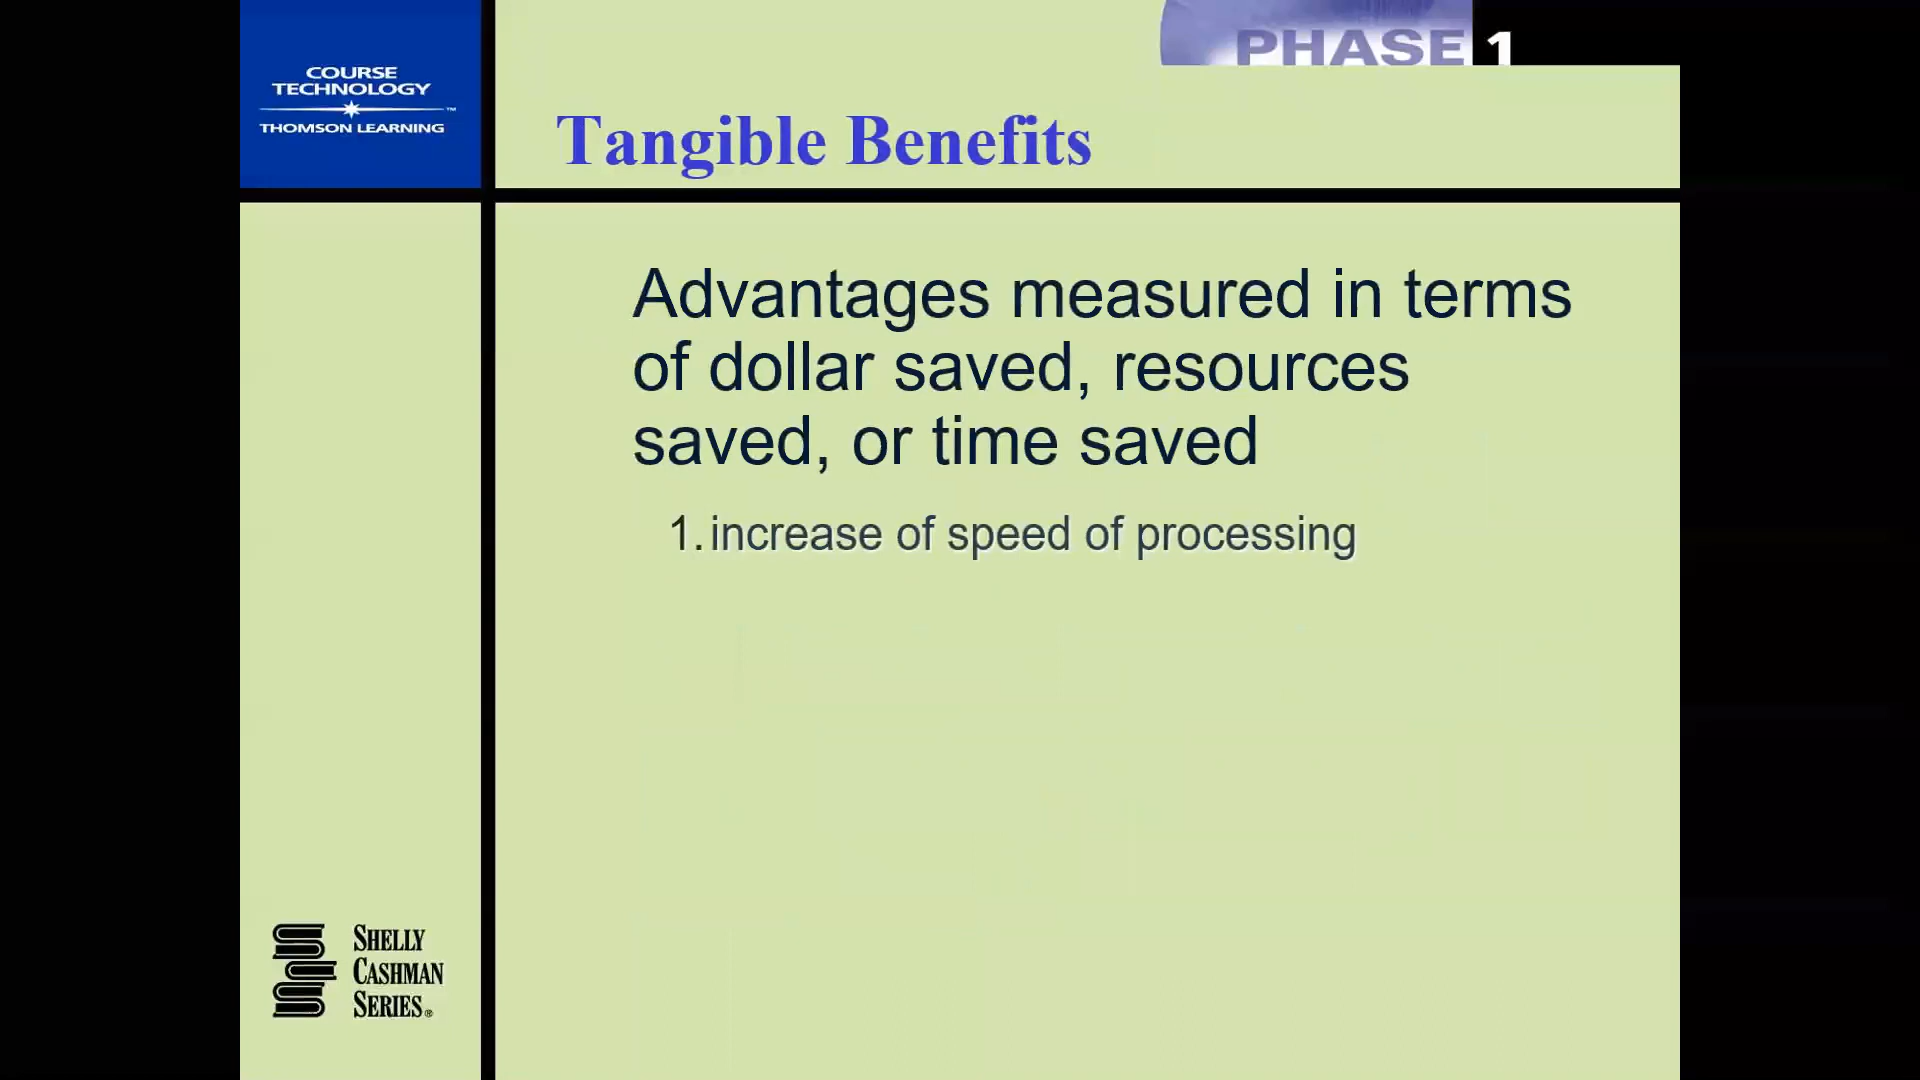 COURSE
TECHNOLOGY
™
THOMSON LEARNING
PHASE 1
Tangible Benefits
Advantages measured in terms
of dollar saved, resources
saved, or time saved
1. increase of speed of processing
SHELLY
CASHMAN
SERIES®